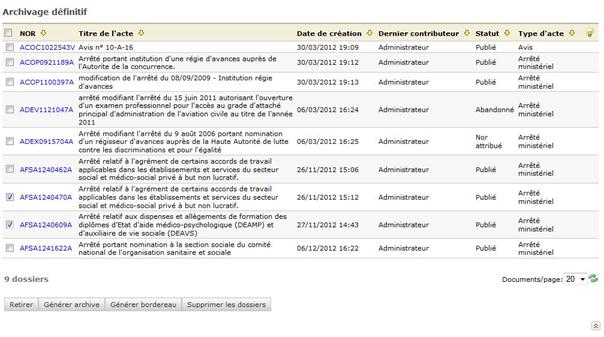 Archivage définitif
NOR Titre de l'acte Date de création Dernier contributeur Statut Type d'acte
ACOC1022543V Avis n° 10-A-16 30/03/2012 19:09 Administrateur Publié Avis
ACOP0921189A Arrêté portant institution d'une régie d'avances auprès de 30/03/2012 19:12 Administrateur Publié Arrêté
l'Autorite de la concurrence. ministériel
ACOP1100397A modification de l'arrêté du 08/09/2009 - Institution régie 30/03/2012 19:13 Administrateur Publié Arrêté
d'avances ministériel
arrêté modifiant l'arrêté du 15 juin 2011 autorisant l'ouverture
ADEV1121047A d'un examen professionnel pour l'accès au grade d'attaché 06/03/2012 16:24 Administrateur Abandonné Arrêté
principal d'administration de l'aviation civile au titre de l'année ministériel
2011
Arrêté modifiant l'arrêté du 9 août 2006 portant nomination
ADEX0915704A d'un régisseur d'avances auprès de la Haute Autorité de lutte 06/03/2012 16:25 Administrateur Nor Arrêté
contre les discriminations et pour l'égalité attribué ministériel
Arrêté relatif à l'agrément de certains accords de travail
AFSA1240462A applicables dans les établissements et services du secteur 26/11/2012 15:06 Administrateur Publié Arrêté
social et médico-social privé à but non lucratif. ministériel
Arrêté relatif à l'agrément de certains accords de travail
AFSA1240470A applicables dans les établissements et services du secteur 26/11/2012 15:12 Administrateur Publié Arrêté
social et médico-social privé à but non lucratif. ministériel
Arrêté relatif aux dispenses et allègements de formation des
AFSA1240609A diplômes d'Etat d'aide médico-psychologique (DEAMP) et 27/11/2012 14:43 Administrateur Publié Arrêté
d'auxiliaire de vie sociale (DEAVS) ministériel
AFSA1241622A Arrêté portant nomination à la section sociale du comité 06/12/2012 16:22 Administrateur Publié Arrêté
national de l'organisation sanitaire et sociale ministériel
9 dossiers Documents/page: 20
Retirer Générer archive Générer bordereau Supprimer les dossiers